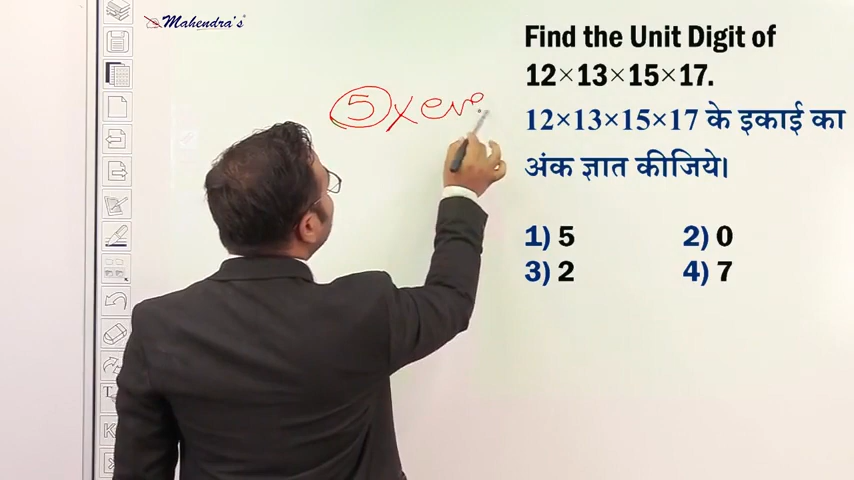 Mahendra's
Find the Unit Digit of
12×13×15×17.
12×13×15×17 के इकाई का
अंक ज्ञात कीजिये।
1) 5
2) 0
3) 2
4) 7
5 × eve